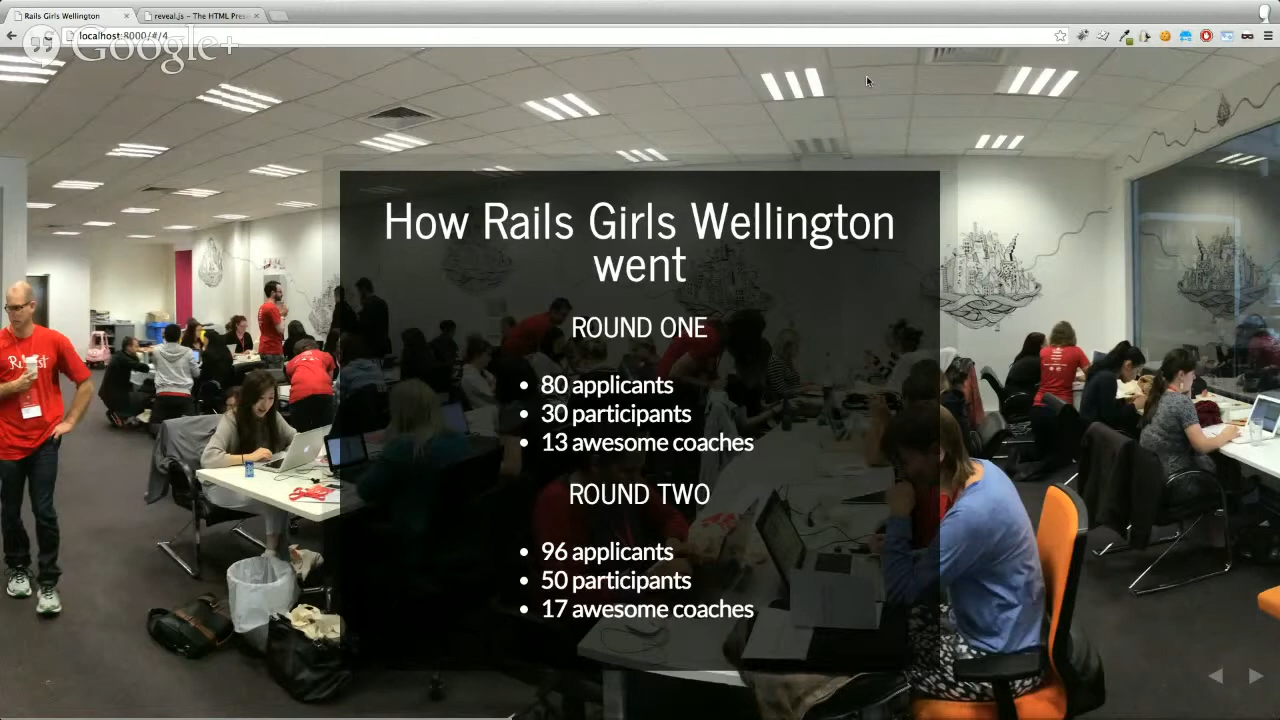 Rails Girls Wellington
reveal.js – The HTML Pres
localhost:8000/#/4
Google+
How Rails Girls Wellington
went
ROUND ONE
• 80 applicants
• 30 participants
• 13 awesome coaches
ROUND TWO
• 96 applicants
• 50 participants
• 17 awesome coaches